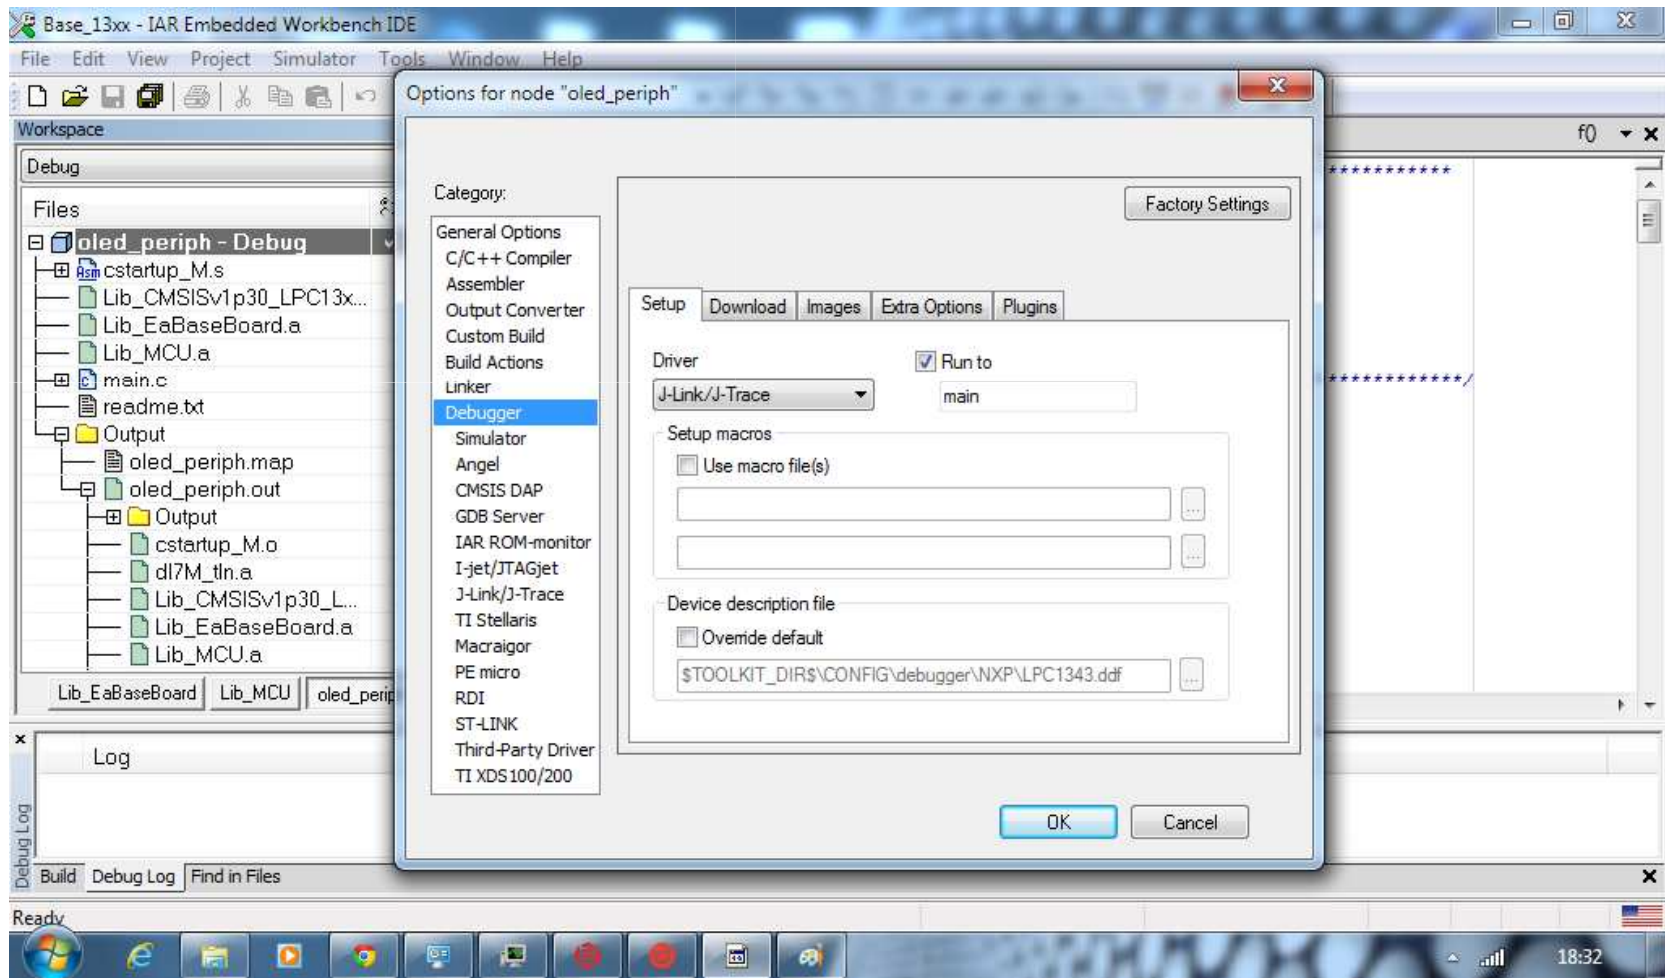 Base_13xx - IAR Embedded Workbench IDE
File Edit View Project Simulator Tools Window Help
Workspace
Debug
Files
oled_periph - Debug
cstartup_M.s
Lib_CMSISv1p30_LPC13x...
Lib_EaBaseBoard.a
Lib_MCU.a
main.c
readme.txt
Output
oled_periph.map
oled_periph.out
Output
cstartup_M.o
dl7M_tln.a
Lib_CMSISv1p30_L...
Lib_EaBaseBoard.a
Lib_MCU.a
Lib_EaBaseBoard Lib_MCU oled_perip
Options for node "oled_periph"
Category:
General Options
C/C++ Compiler
Assembler
Output Converter
Custom Build
Build Actions
Linker
Debugger
Simulator
Angel
CMSIS DAP
GDB Server
IAR ROM-monitor
I-jet/JTAGjet
J-Link/J-Trace
TI Stellaris
Macraigor
PE micro
RDI
ST-LINK
Third-Party Driver
TI XDS100/200
Factory Settings
Setup Download Images Extra Options Plugins
Driver
J-Link/J-Trace
Run to
main
Setup macros
Use macro file(s)
...
...
Device description file
Override default
$TOOLKIT_DIR$\CONFIG\debugger\NXP\LPC1343.ddf
...
OK Cancel
f()
***********
************/
Log
Debug Log
Build Debug Log Find in Files
Ready
18:32